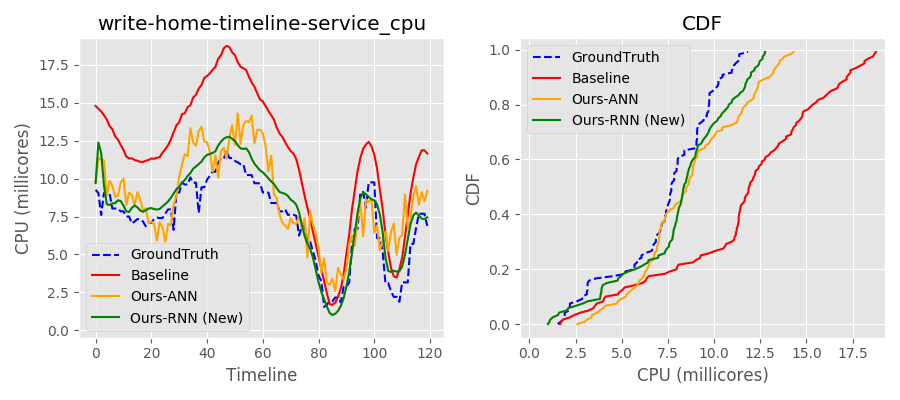 write-home-timeline-service_cpu
CPU (millicores)
17.5
15.0
12.5
10.0
7.5
5.0
2.5
0.0
GroundTruth
Baseline
Ours-ANN
Ours-RNN (New)
0
20
40
60
80
100
120
Timeline
CDF
CDF
1.0
0.8
0.6
0.4
0.2
0.0
GroundTruth
Baseline
Ours-ANN
Ours-RNN (New)
0.0
2.5
5.0
7.5
10.0
12.5
15.0
17.5
CPU (millicores)